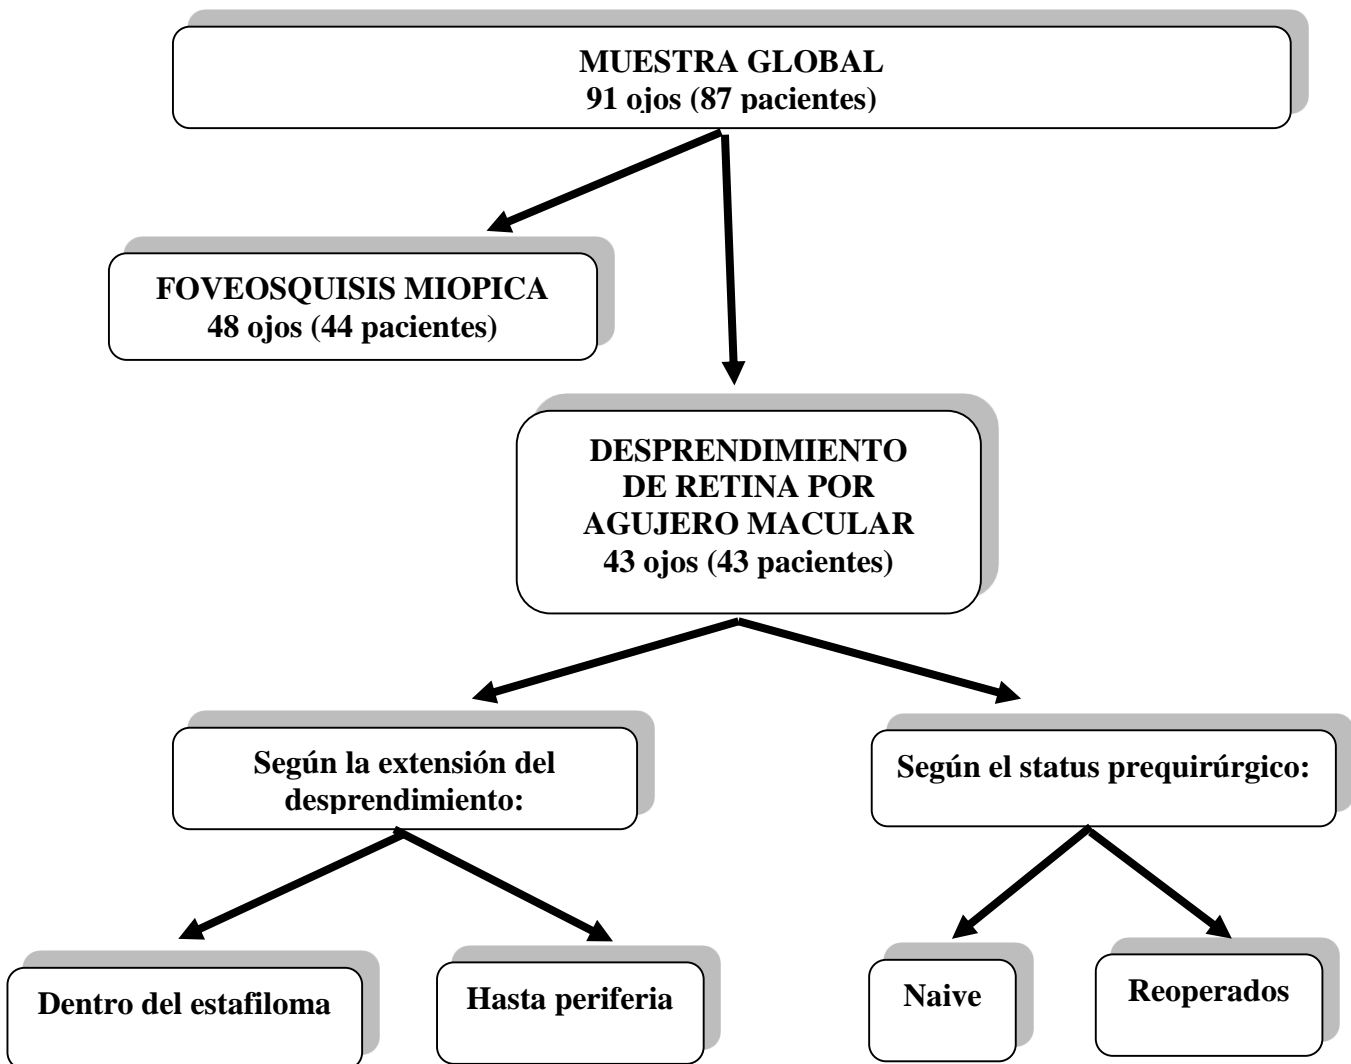 MUESTRA GLOBAL
91 ojos (87 pacientes)
FOVEOSQUISIS MIOPICA
48 ojos (44 pacientes)
DESPRENDIMIENTO
DE RETINA POR
AGUJERO MACULAR
43 ojos (43 pacientes)
Según la extensión del
desprendimiento:
Según el status prequirúrgico:
Dentro del estafiloma
Hasta periferia
Naive
Reoperados